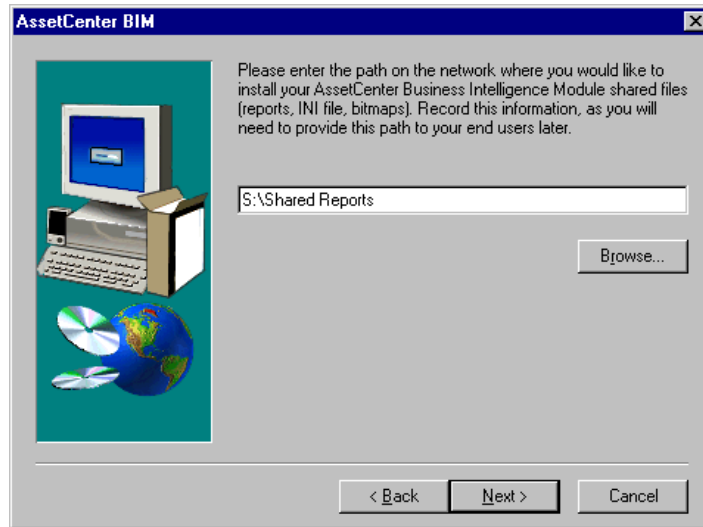 AssetCenter BIM
Please enter the path on the network where you would like to
install your AssetCenter Business Intelligence Module shared files
(reports, INI file, bitmaps). Record this information, as you will
need to provide this path to your end users later.
S:\Shared Reports
Browse...
< Back
Next >
Cancel